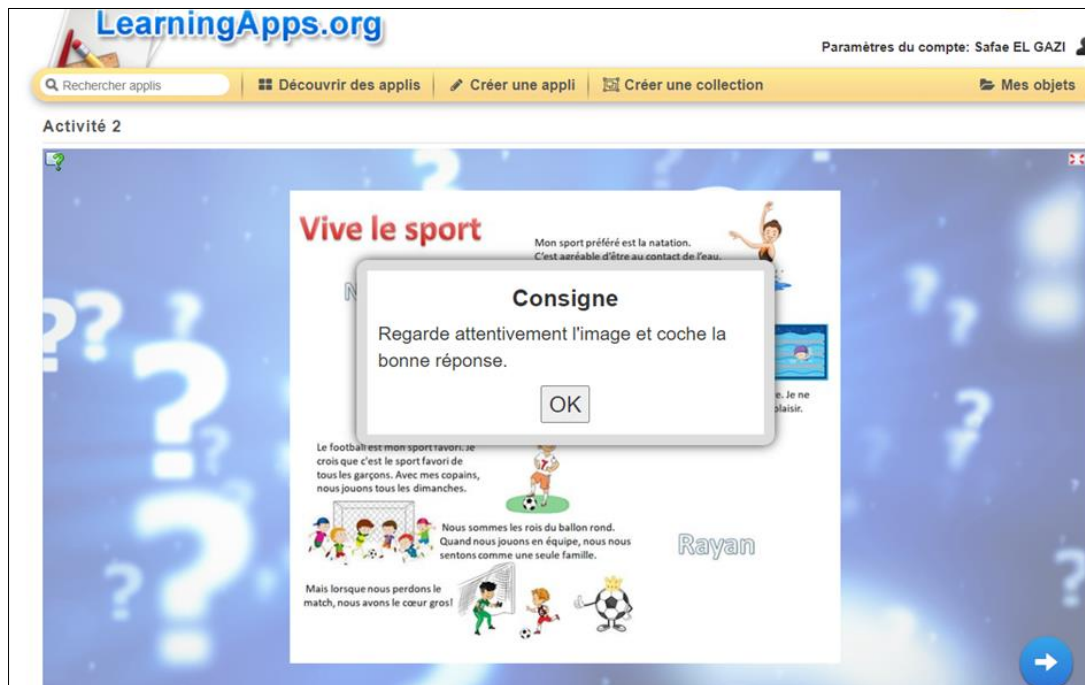 LearningApps.org
Paramètres du compte: Safae EL GAZI
Rechercher applis
Découvrir des applis
Créer une appli
Créer une collection
Mes objets
Activité 2
Vive le sport
Mon sport préféré est la natation.
C'est agréable d'être au contact de l'eau.
N
Consigne
Regarde attentivement l'image et coche la
bonne réponse.
OK
e. Je ne
plaisir.
Le football est mon sport favori. Je
crois que c'est le sport favori de
tous les garçons. Avec mes copains,
nous jouons tous les dimanches.
Nous sommes les rois du ballon rond.
Quand nous jouons en équipe, nous nous
sentons comme une seule famille.
Rayan
Mais lorsque nous perdons le
match, nous avons le cœur gros!